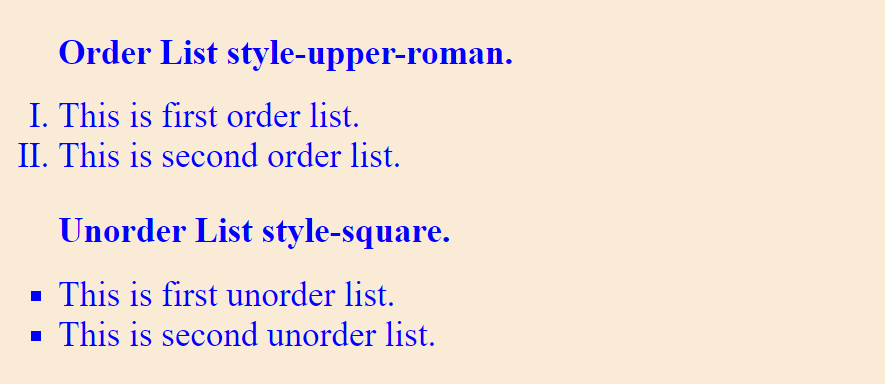 Order List style-upper-roman.
I. This is first order list.
II. This is second order list.
Unorder List style-square.
▪ This is first unorder list.
▪ This is second unorder list.